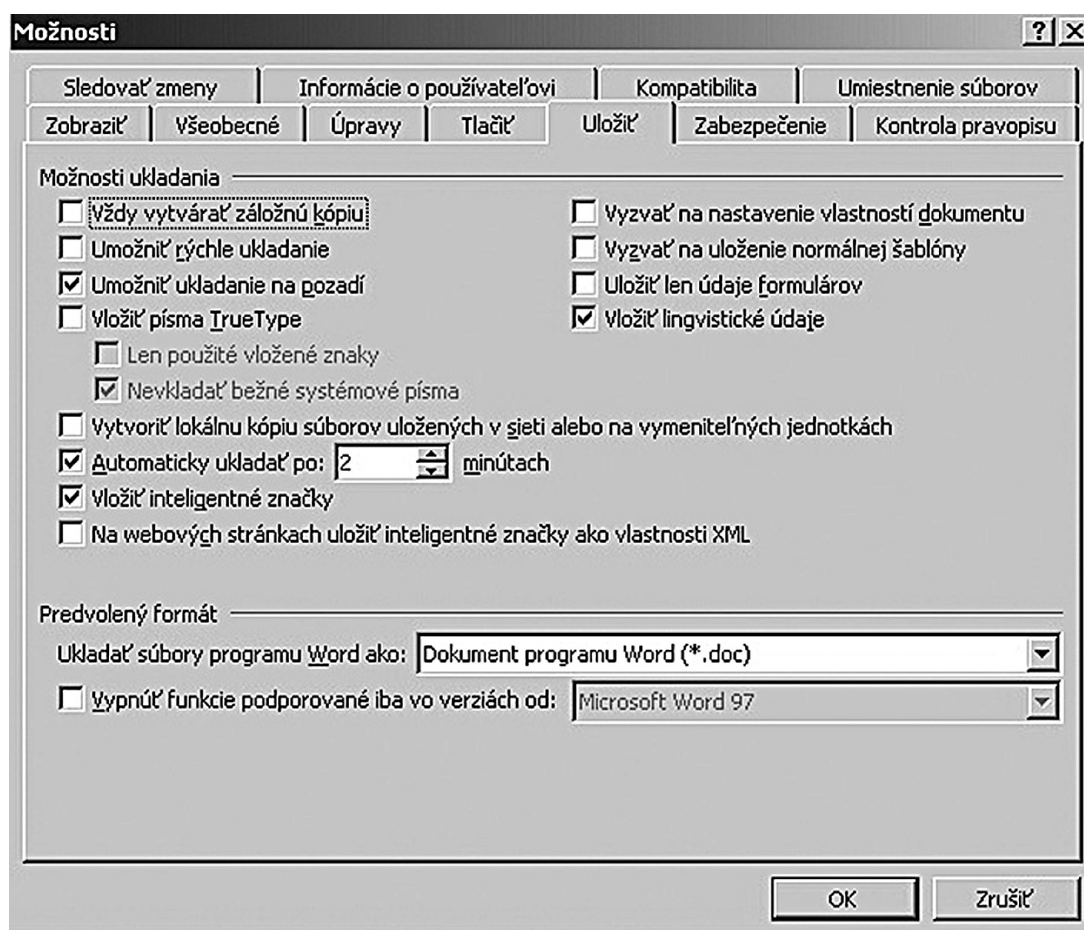 Možnosti
Sledovať zmeny Informácie o používateľovi Kompatibilita Umiestnenie súborov
Zobraziť Všeobecné Úpravy Tlačiť Uložiť Zabezpečenie Kontrola pravopisu
Možnosti ukladania
Vždy vytvárať záložnú kópiu
Umožniť rýchle ukladanie
Umožniť ukladanie na pozadí
Vložiť písma TrueType
Len použité vložené znaky
Nevkladať bežné systémové písma
Vyzvať na nastavenie vlastností dokumentu
Vyzvať na uloženie normálnej šablóny
Uložiť len údaje formulárov
Vložiť lingvistické údaje
Vytvoriť lokálnu kópiu súborov uložených v sieti alebo na vymeniteľných jednotkách
Automaticky ukladať po: 2 minútach
Vložiť inteligentné značky
Na webových stránkach uložiť inteligentné značky ako vlastnosti XML
Predvolený formát
Ukladať súbory programu Word ako: Dokument programu Word (*.doc)
Vypnúť funkcie podporované iba vo verziách od: Microsoft Word 97
OK Zrušiť